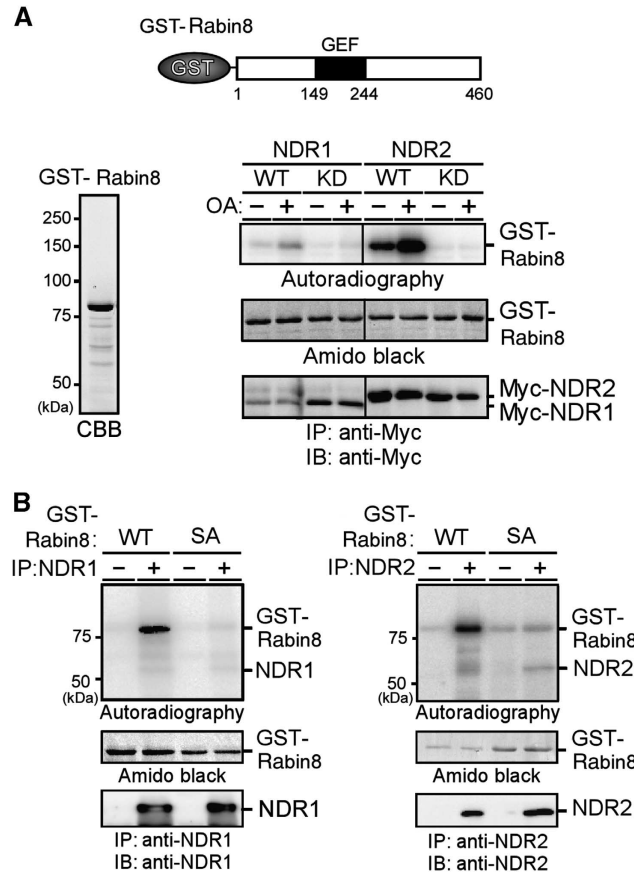 A
GST-Rabin8
GEF
GST
1 149 244 460
GST- Rabin8
250
150
100
75
50
(kDa)
CBB
NDR1 NDR2
WT KD WT KD
OA: – + – + – + – +
GST-
Rabin8
Autoradiography
GST-
Rabin8
Amido black
Myc-NDR2
Myc-NDR1
IP: anti-Myc
IB: anti-Myc
B
GST-
Rabin8: WT SA
IP:NDR1 – + – +
75
50
(kDa)
GST-
Rabin8
NDR1
Autoradiography
GST-
Rabin8
Amido black
NDR1
IP: anti-NDR1
IB: anti-NDR1
GST-
Rabin8: WT SA
IP:NDR2 – + – +
75
50
(kDa)
GST-
Rabin8
NDR2
Autoradiography
GST-
Rabin8
Amido black
NDR2
IP: anti-NDR2
IB: anti-NDR2